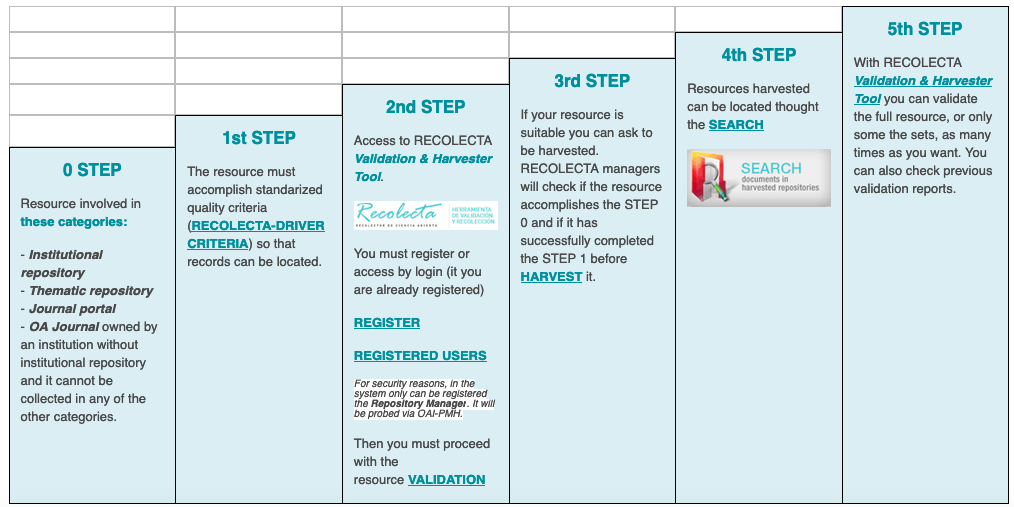 0 STEP
Resource involved in
these categories:
- Institutional
repository
- Thematic repository
- Journal portal
- OA Journal owned by
an institution without
institutional repository
and it cannot be
collected in any of the
other categories.
1st STEP
The resource must
accomplish standarized
quality criteria
(RECOLECTA-DRIVER
CRITERIA) so that
records can be located.
2nd STEP
Access to RECOLECTA
Validation & Harvester
Tool.
Recolecta
RECOLECTOR DE CIENCIA ABIERTA
HERRAMIENTA
DE VALIDACIÓN
Y RECOLECCIÓN
You must register or
access by login (it you
are already registered)
REGISTER
REGISTERED USERS
For security reasons, in the
system only can be registered
the Repository Manager. It will
be probed via OAI-PMH.
Then you must proceed
with the
resource VALIDATION
3rd STEP
If your resource is
suitable you can ask to
be harvested.
RECOLECTA managers
will check if the resource
accomplishes the STEP
0 and if it has
successfully completed
the STEP 1 before
HARVEST it.
4th STEP
Resources harvested
can be located thought
the SEARCH
SEARCH
documents in
harvested repositories
5th STEP
With RECOLECTA
Validation & Harvester
Tool you can validate
the full resource, or only
some the sets, as many
times as you want. You
can also check previous
validation reports.